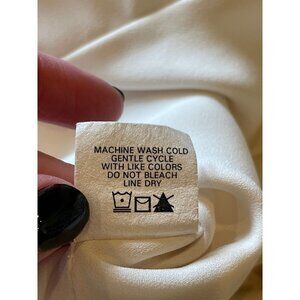 MACHINE WASH COLD
GENTLE CYCLE
WITH LIKE COLORS
DO NOT BLEACH
LINE DRY